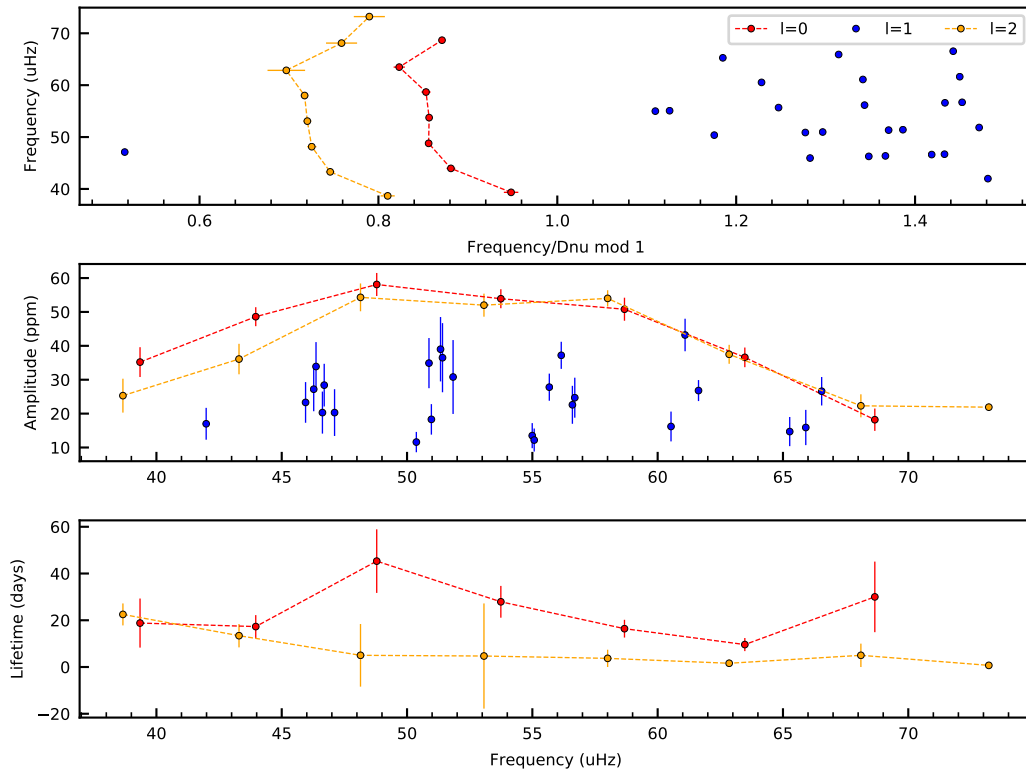 70
60
50
40
Frequency (uHz)
l=0 l=1 l=2
0.6 0.8 1.0 1.2 1.4
Frequency/Dnu mod 1
60
50
40
30
20
10
Amplitude (ppm)
40 45 50 55 60 65 70
60
40
20
0
−20
Lifetime (days)
40 45 50 55 60 65 70
Frequency (uHz)